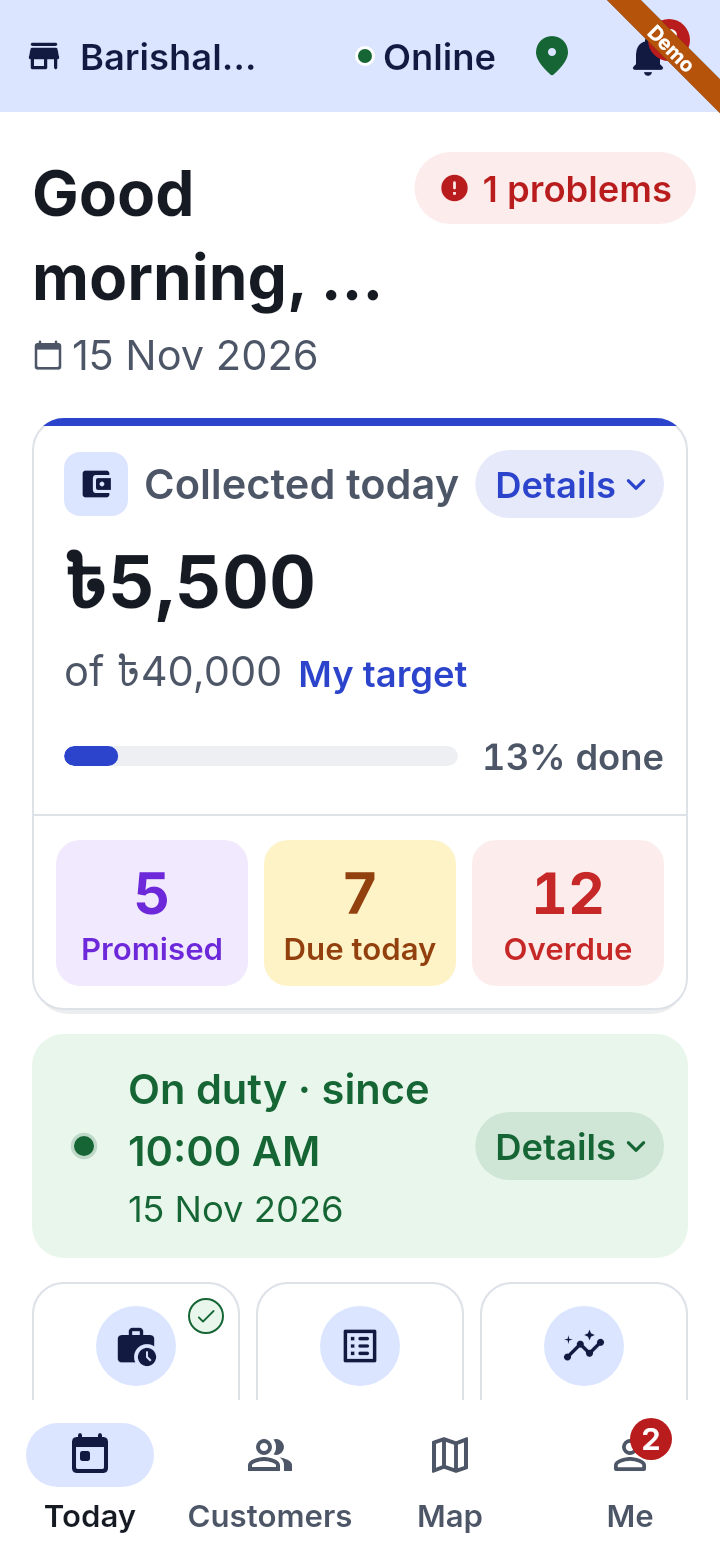 Barishal...
Online
Demo
Good
morning, ...
1 problems
15 Nov 2026
Collected today
Details
৳5,500
of ৳40,000 My target
13% done
5
Promised
7
Due today
12
Overdue
On duty · since
10:00 AM
15 Nov 2026
Details
Today
Customers
Map
2
Me